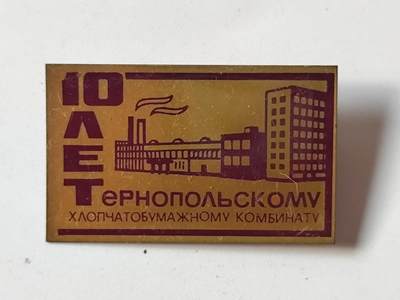 10
ЛЕТ
ТЕРНОПОЛЬСКОМУ
ХЛОПЧАТОБУМАЖНОМУ КОМБИНАТУ